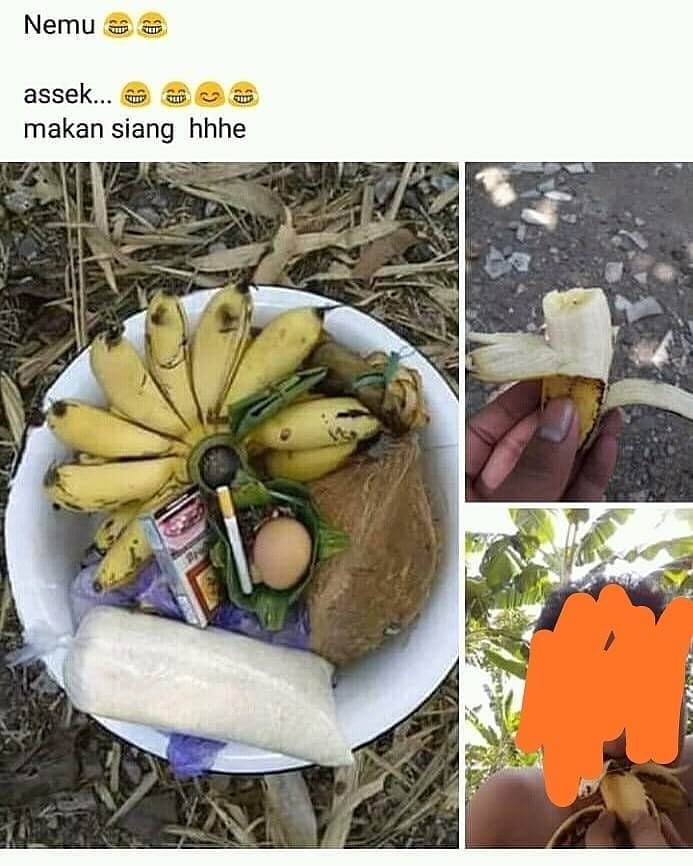 Nemu 😂😂
assek... 😂 😂😊😂
makan siang hhhe